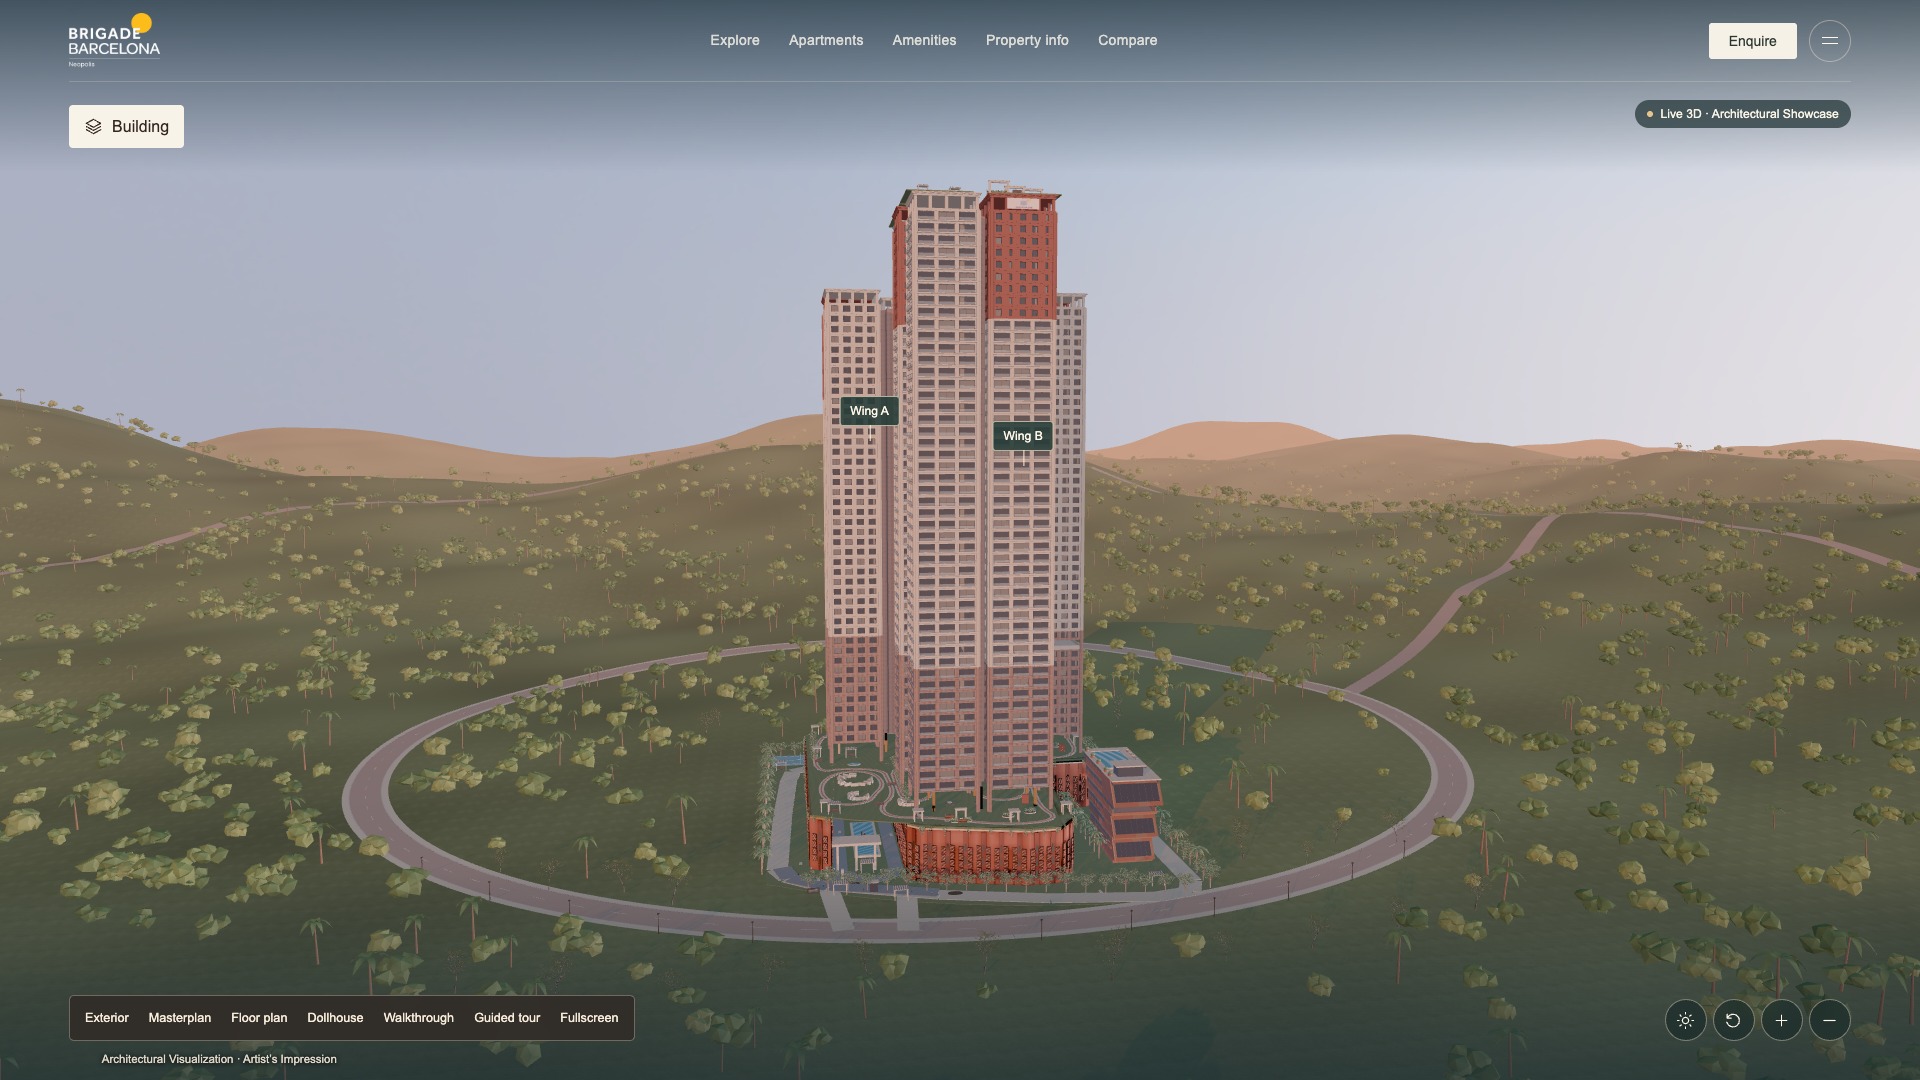 BRIGADE
BARCELONA
Neopolis
Explore
Apartments
Amenities
Property info
Compare
Enquire
Building
Live 3D · Architectural Showcase
Wing A
Wing B
Exterior
Masterplan
Floor plan
Dollhouse
Walkthrough
Guided tour
Fullscreen
Architectural Visualization · Artist's Impression